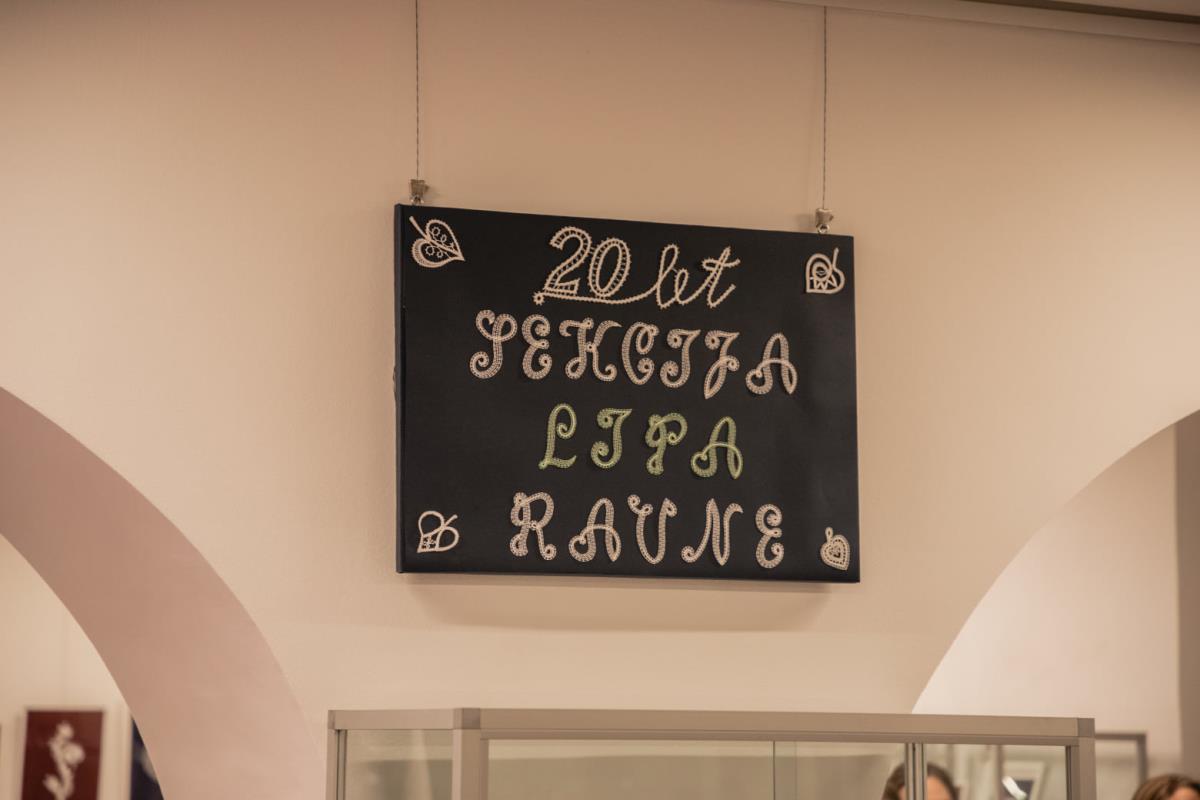 20 let
SEKCIJA
LIPA
RAVNE